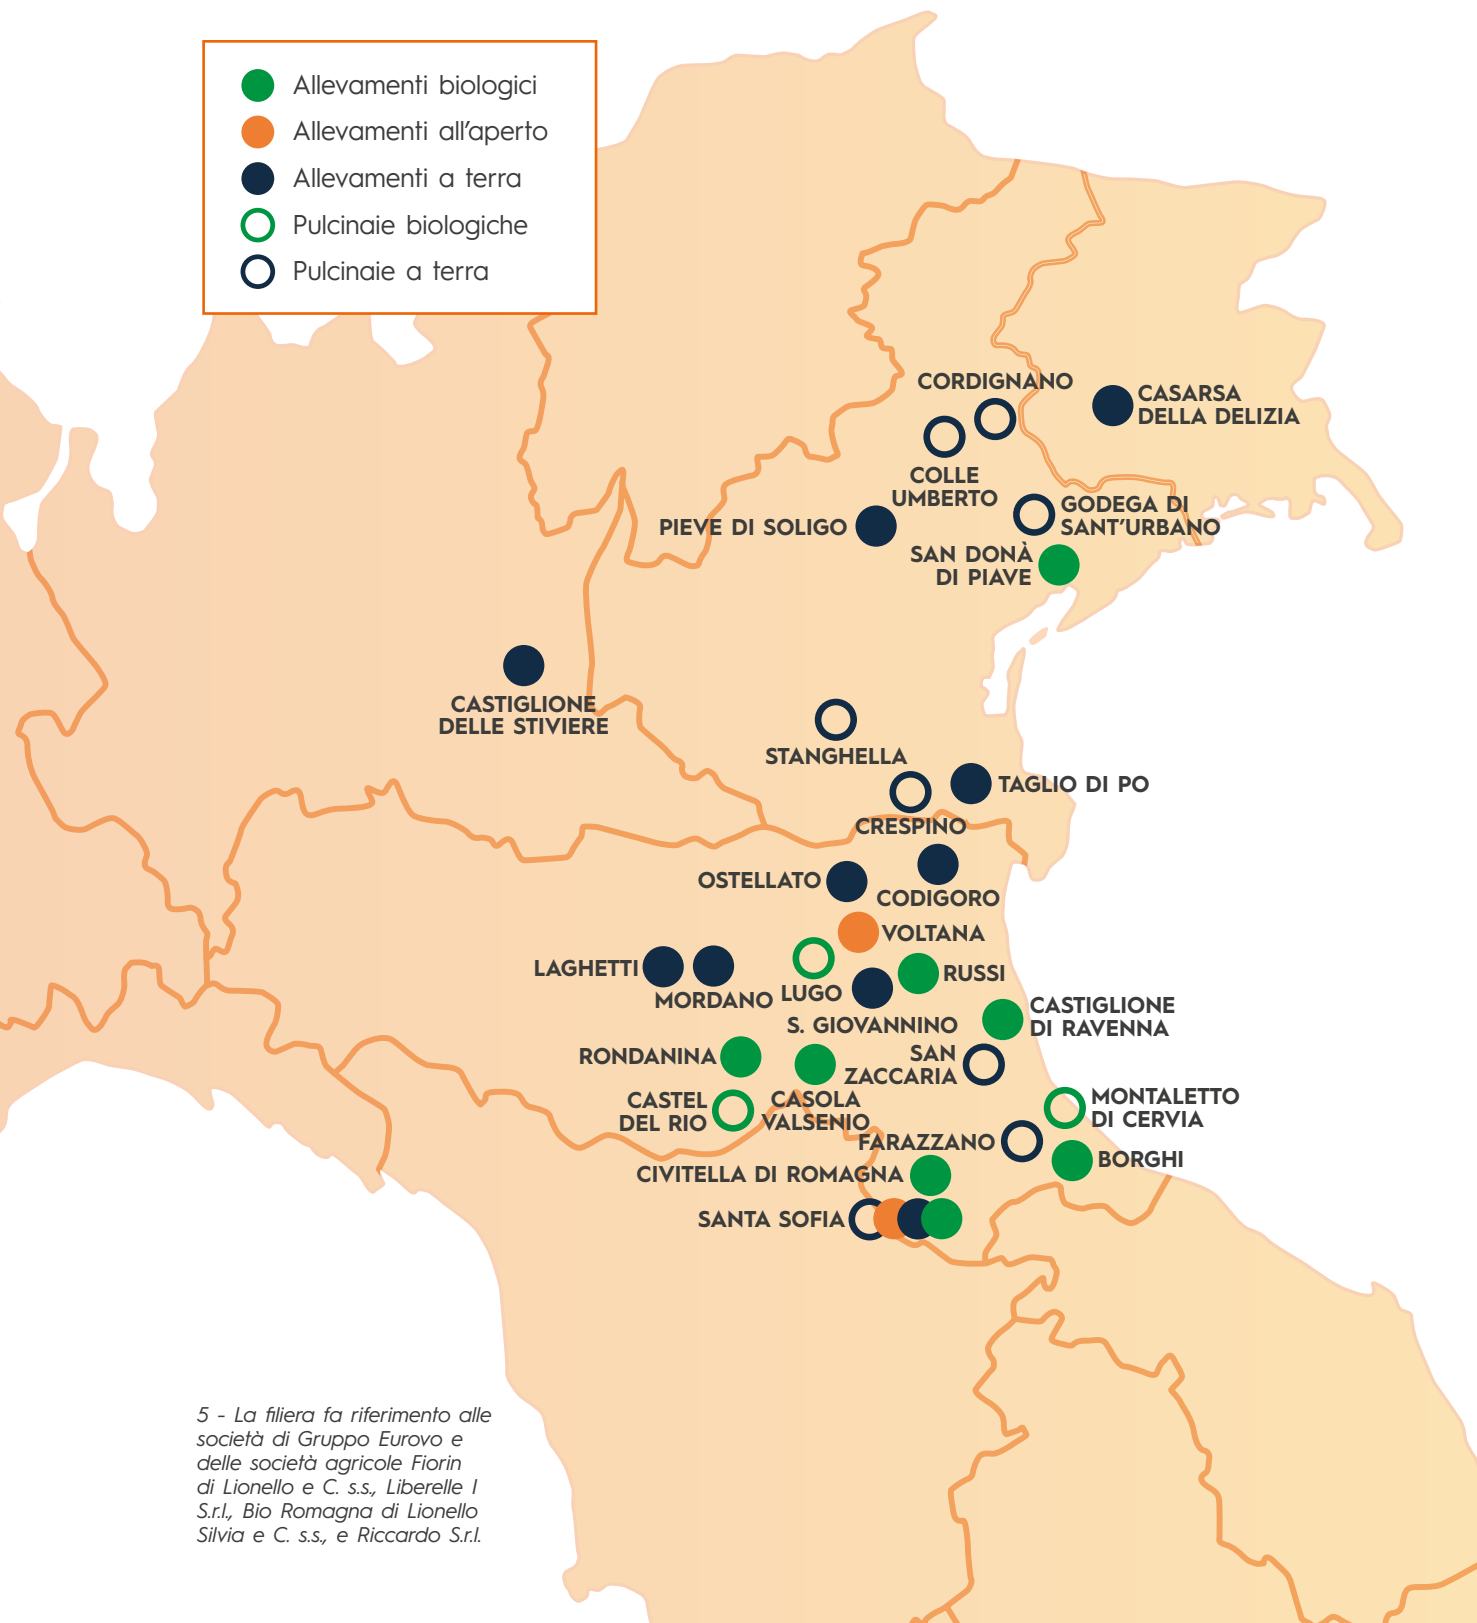 Allevamenti biologici
Allevamenti all'aperto
Allevamenti a terra
Pulcinaie biologiche
Pulcinaie a terra
CORDIGNANO
CASARSA
DELLA DELIZIA
COLLE
UMBERTO
GODEGA DI
SANT'URBANO
PIEVE DI SOLIGO
SAN DONÀ
DI PIAVE
CASTIGLIONE
DELLE STIVIERE
STANGHELLA
TAGLIO DI PO
CRESPINO
OSTELLATO
CODIGORO
VOLTANA
LAGHETTI
MORDANO
LUGO
RUSSI
S. GIOVANNINO
CASTIGLIONE
DI RAVENNA
RONDANINA
SAN
ZACCARIA
CASTEL
DEL RIO
CASOLA
VALSENIO
MONTALETTO
DI CERVIA
FARAZZANO
BORGHI
CIVITELLA DI ROMAGNA
SANTA SOFIA
5 - La filiera fa riferimento alle
società di Gruppo Eurovo e
delle società agricole Fiorin
di Lionello e C. s.s., Liberelle I
S.r.l., Bio Romagna di Lionello
Silvia e C. s.s., e Riccardo S.r.l.